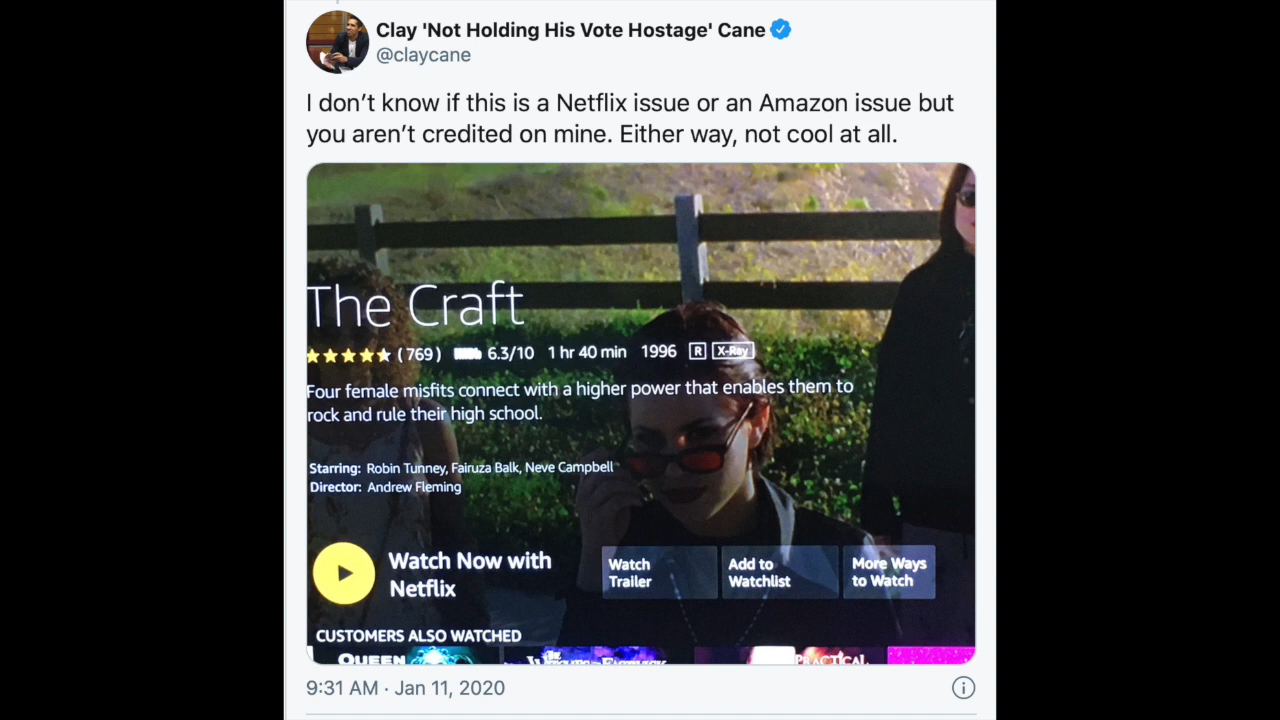 Clay 'Not Holding His Vote Hostage' Cane
@claycane
I don’t know if this is a Netflix issue or an Amazon issue but
you aren’t credited on mine. Either way, not cool at all.
The Craft
(769) 6.3/10 1 hr 40 min 1996 R X-Ray
Four female misfits connect with a higher power that enables them to
rock and rule their high school.
Starring: Robin Tunney, Fairuza Balk, Neve Campbell
Director: Andrew Fleming
Watch Now with
Netflix
Watch
Trailer
Add to
Watchlist
More Ways
to Watch
CUSTOMERS ALSO WATCHED
QUEEN
PRACTICAL
9:31 AM · Jan 11, 2020